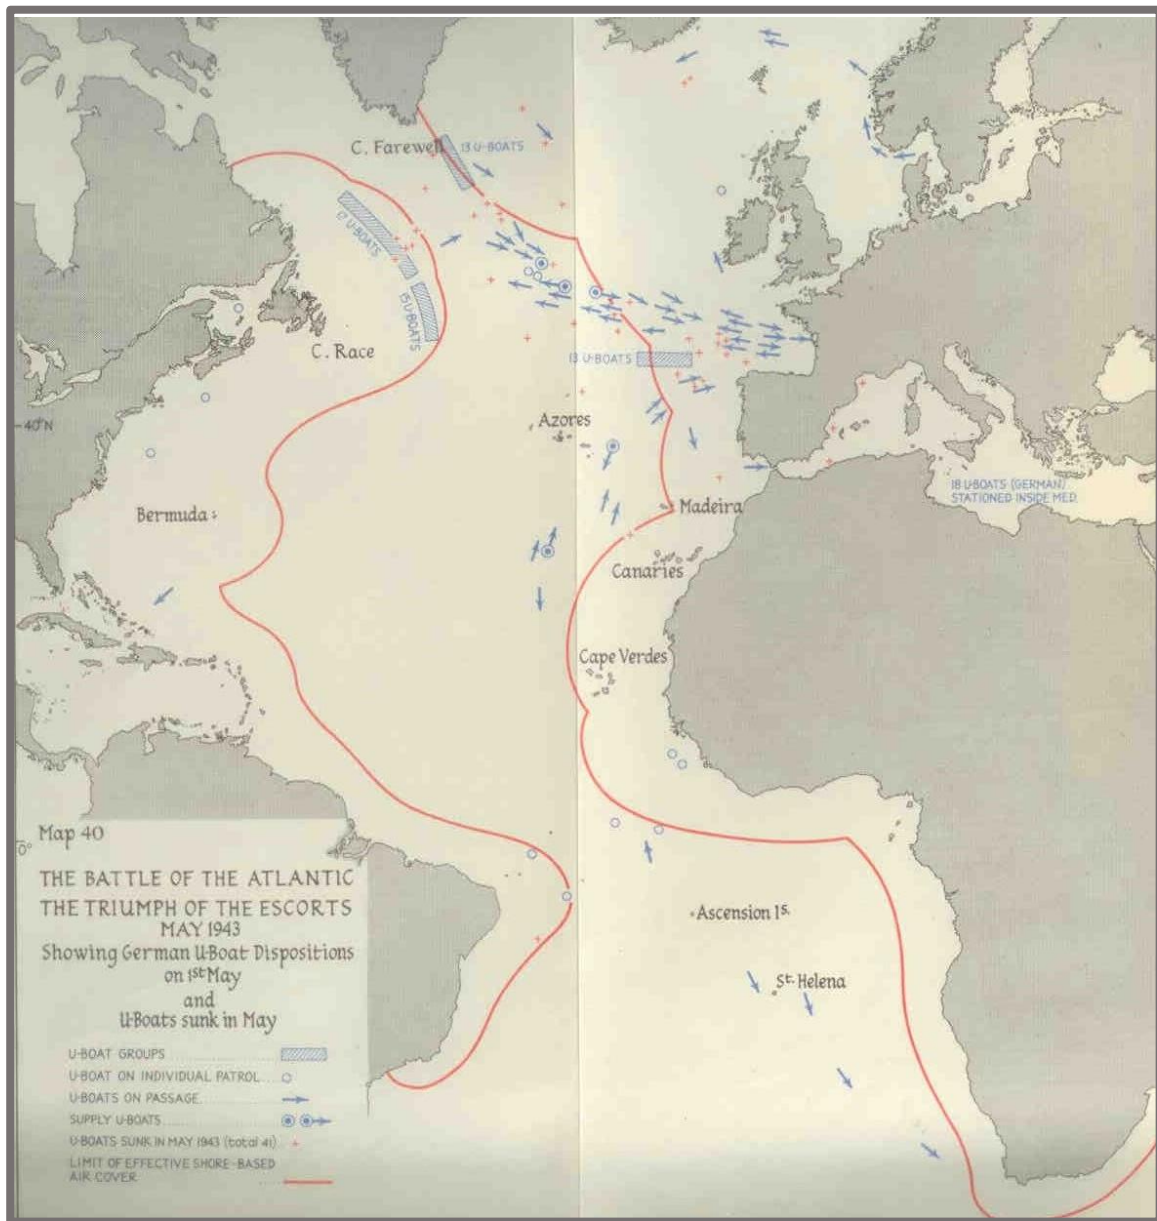 C. Farewell
13 U-BOATS
17 U-BOATS
15 U-BOATS
C. Race
13 U-BOATS
Azores
40°N
18 U-BOATS (GERMAN)
STATIONED INSIDE MED.
Bermuda
Madeira
Canaries
Cape Verdes
Map 40
0°
THE BATTLE OF THE ATLANTIC
THE TRIUMPH OF THE ESCORTS
MAY 1943
Showing German U-Boat Dispositions
on 1st May
and
U-Boats sunk in May
Ascension Is.
St. Helena
U-BOAT GROUPS
U-BOAT ON INDIVIDUAL PATROL
U-BOATS ON PASSAGE
SUPPLY U-BOATS
U-BOATS SUNK IN MAY 1943 (total 41)
LIMIT OF EFFECTIVE SHORE-BASED
AIR COVER